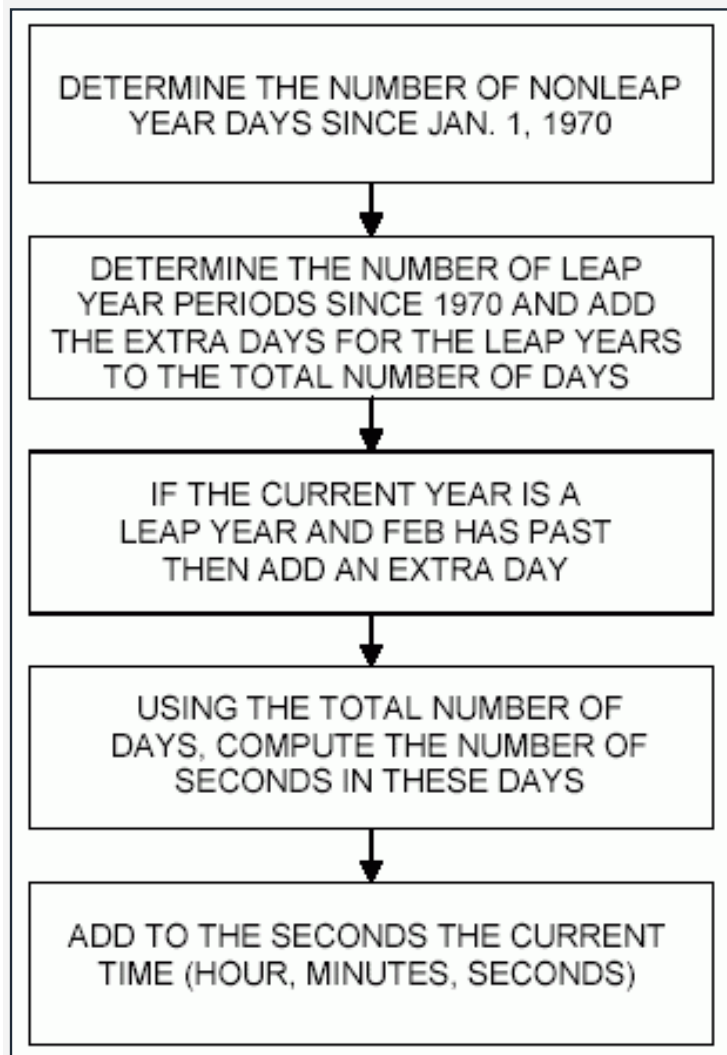 DETERMINE THE NUMBER OF NONLEAP
YEAR DAYS SINCE JAN. 1, 1970
DETERMINE THE NUMBER OF LEAP
YEAR PERIODS SINCE 1970 AND ADD
THE EXTRA DAYS FOR THE LEAP YEARS
TO THE TOTAL NUMBER OF DAYS
IF THE CURRENT YEAR IS A
LEAP YEAR AND FEB HAS PAST
THEN ADD AN EXTRA DAY
USING THE TOTAL NUMBER OF
DAYS, COMPUTE THE NUMBER OF
SECONDS IN THESE DAYS
ADD TO THE SECONDS THE CURRENT
TIME (HOUR, MINUTES, SECONDS)